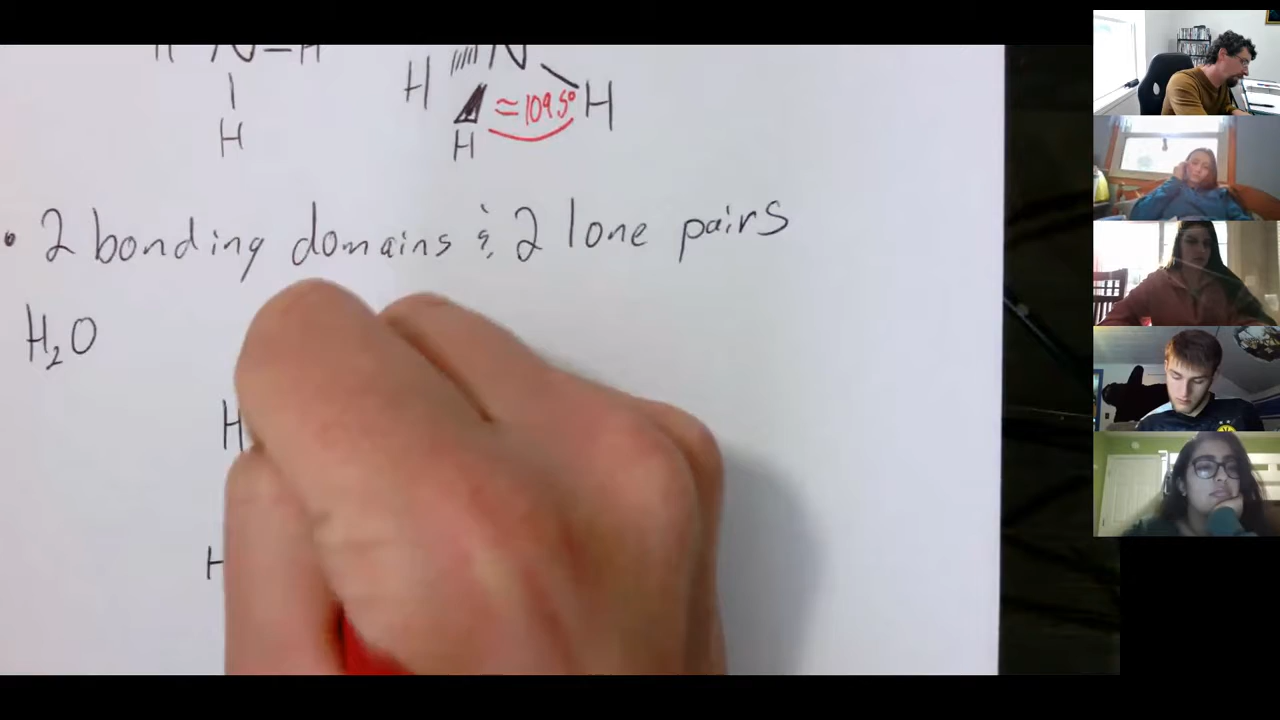 H N — H H N
H ≈ 109.5° H
H
• 2 bonding domains & 2 lone pairs
H₂O
H
H